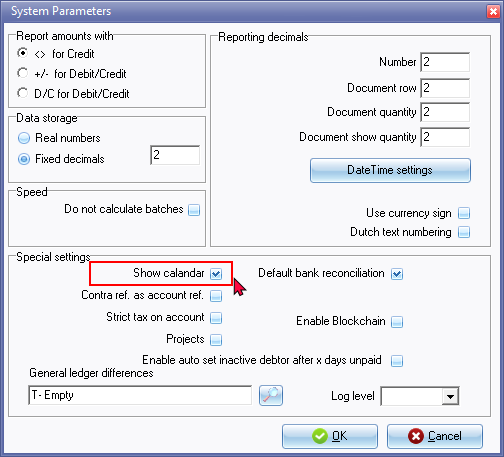 System Parameters
Report amounts with
<> for Credit
+/- for Debit/Credit
D/C for Debit/Credit
Data storage
Real numbers
Fixed decimals 2
Speed
Do not calculate batches
Reporting decimals
Number 2
Document row 2
Document quantity 2
Document show quantity 2
DateTime settings
Use currency sign
Dutch text numbering
Special settings
Show calandar
Default bank reconciliation
Contra ref. as account ref.
Strict tax on account
Enable Blockchain
Projects
Enable auto set inactive debtor after x days unpaid
General ledger differences
T- Empty
Log level
OK
Cancel